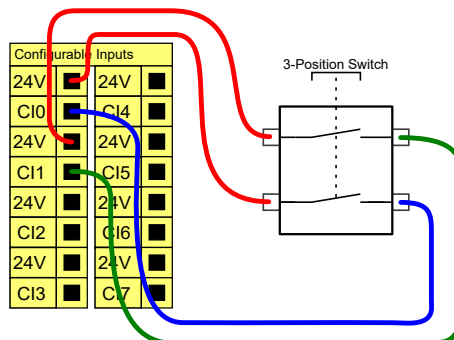 Configurable Inputs
24V 24V
CI0 CI4
24V 24V
CI1 CI5
24V 24V
CI2 CI6
24V 24V
CI3 CI7
3-Position Switch